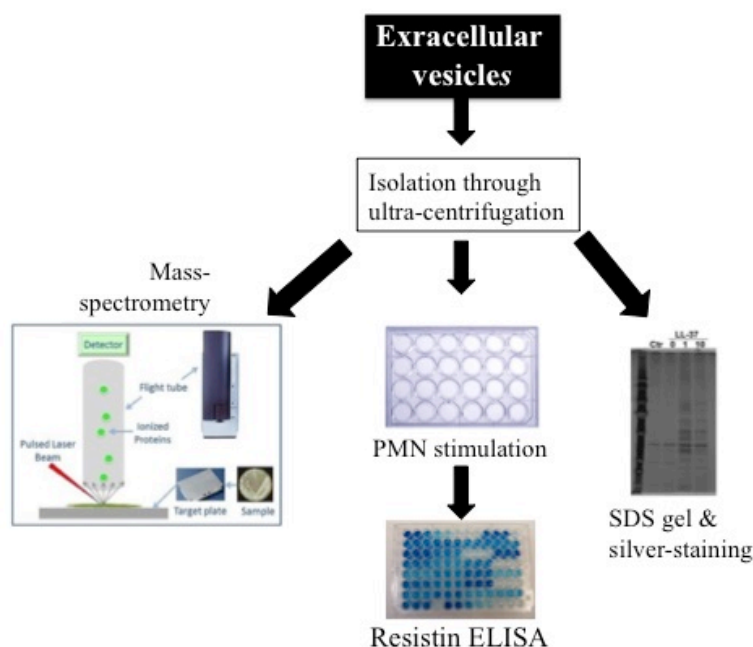 Exracellular
vesicles
Isolation through
ultra-centrifugation
Mass-
spectrometry
Detector
Flight tube
Ionized
Proteins
Pulsed Laser
Beam
Target plate
Sample
PMN stimulation
Resistin ELISA
LL-37
Ctr 0 1 10
SDS gel &
silver-staining